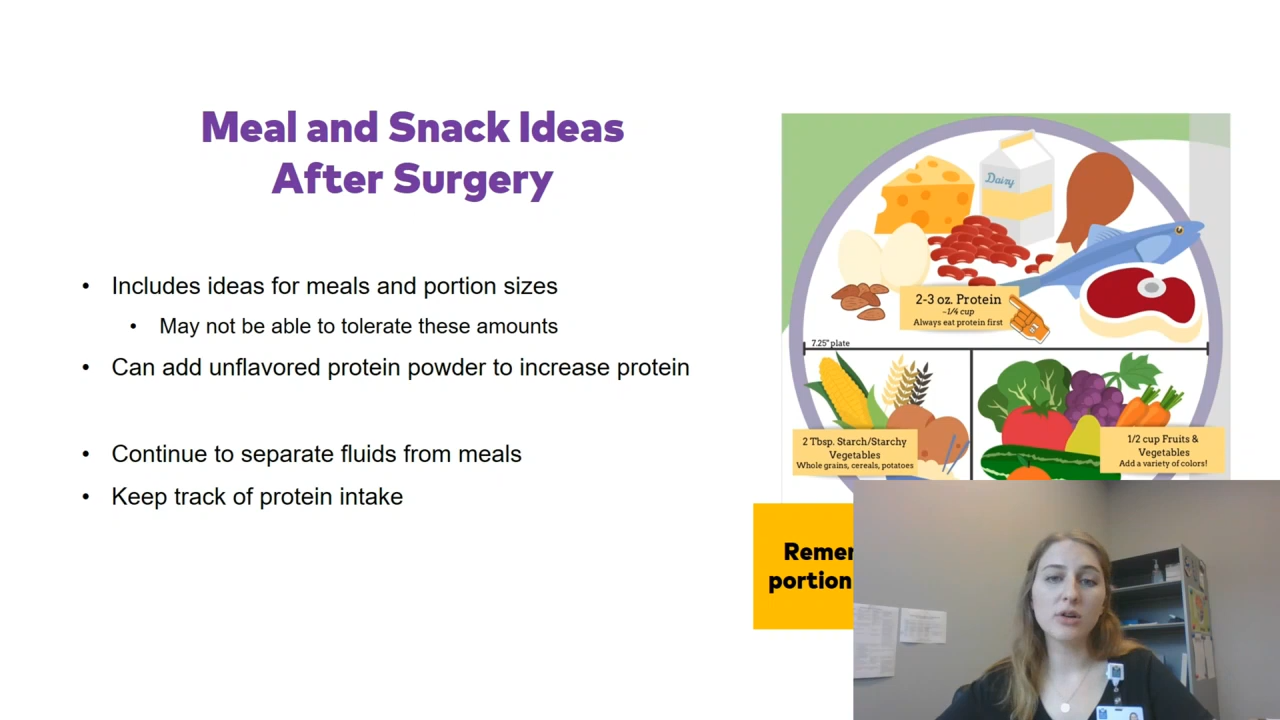 Meal and Snack Ideas
After Surgery
• Includes ideas for meals and portion sizes
• May not be able to tolerate these amounts
• Can add unflavored protein powder to increase protein
• Continue to separate fluids from meals
• Keep track of protein intake
Dairy
2-3 oz. Protein
~1/4 cup
Always eat protein first
7.25" plate
2 Tbsp. Starch/Starchy
Vegetables
Whole grains, cereals, potatoes
1/2 cup Fruits &
Vegetables
Add a variety of colors!
portion